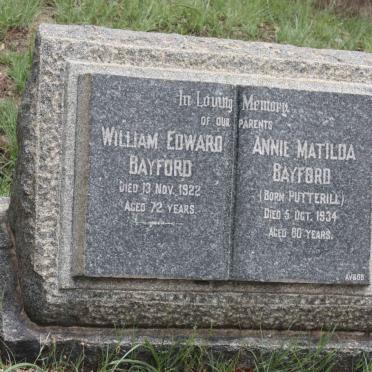 In Loving Memory
OF OUR PARENTS
WILLIAM EDWARD
BAYFORD
DIED 13 NOV. 1922
AGED 72 YEARS.
ANNIE MATILDA
BAYFORD
(BORN PUTTERILL)
DIED 5 OCT. 1934
AGED 80 YEARS.